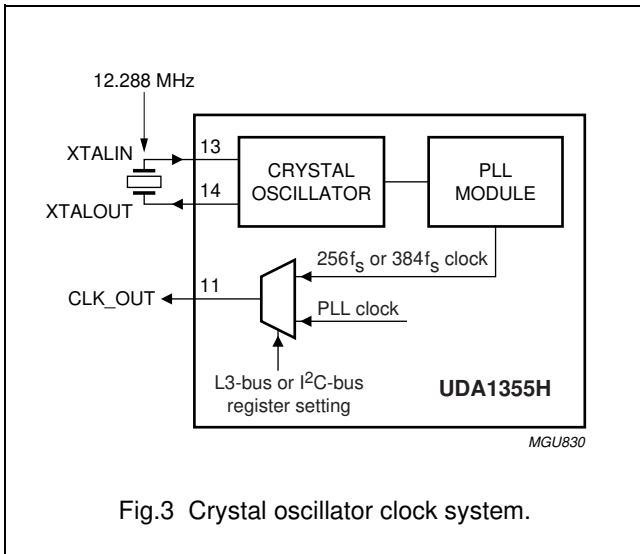 12.288 MHz
XTALIN
13
14
XTALOUT
CRYSTAL
OSCILLATOR
PLL
MODULE
256fs or 384fs clock
CLK_OUT
11
PLL clock
L3-bus or I²C-bus
register setting
UDA1355H
MGU830
Fig.3 Crystal oscillator clock system.